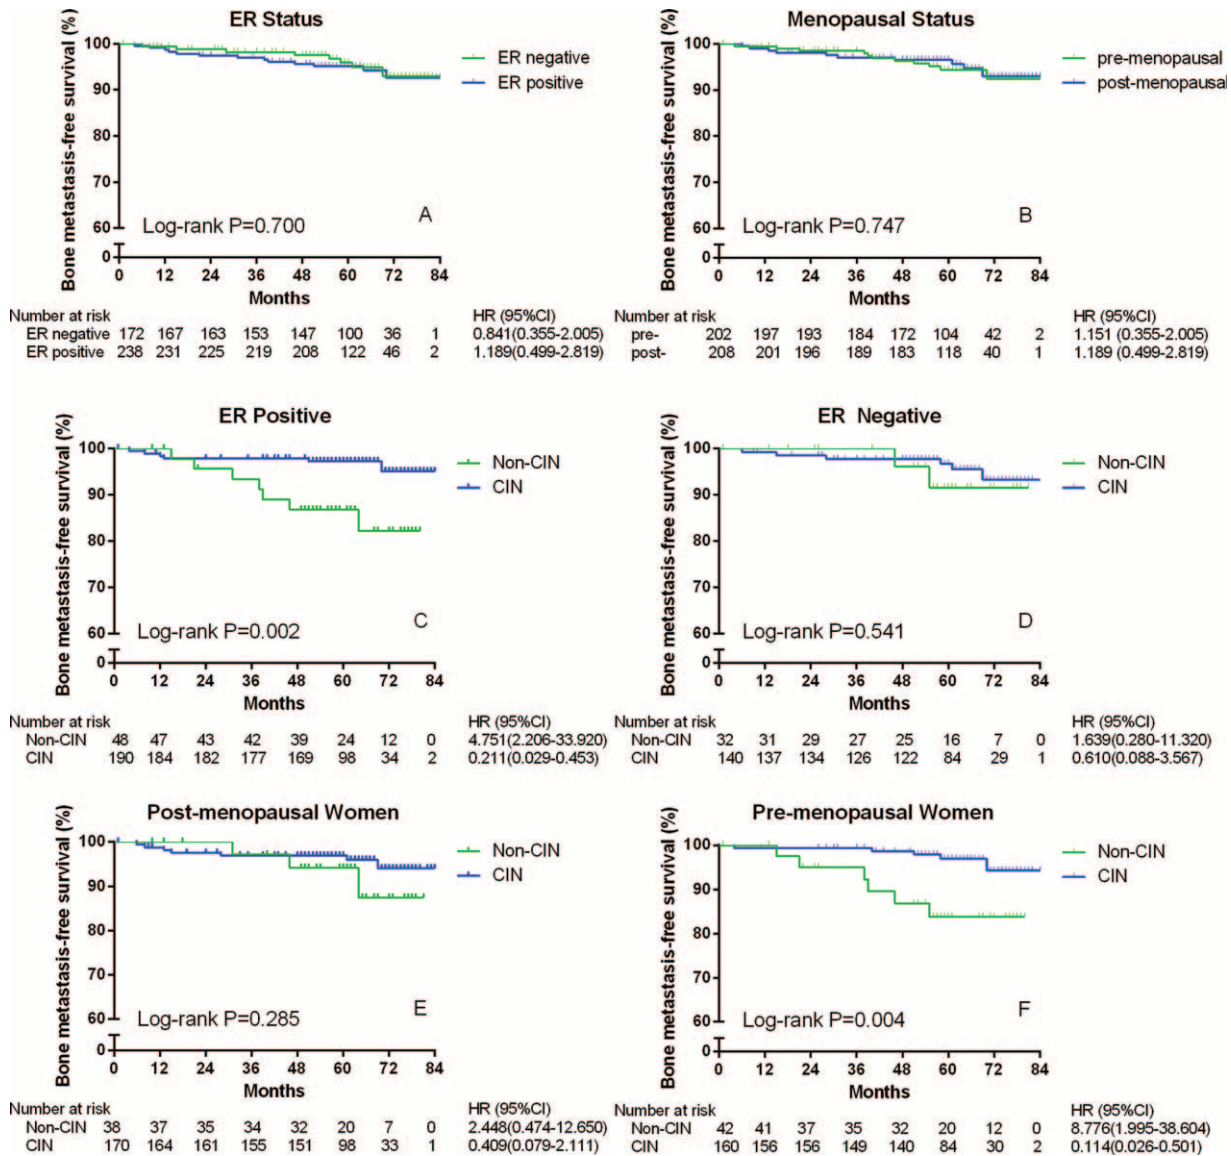 ER Status
Bone metastasis-free survival (%)
100
90
80
70
60
0
ER negative
ER positive
Log-rank P=0.700
A
0 12 24 36 48 60 72 84
Months
Number at risk HR (95%CI)
ER negative 172 167 163 153 147 100 36 1 0.841(0.355-2.005)
ER positive 238 231 225 219 208 122 46 2 1.189(0.499-2.819)
Menopausal Status
Bone metastasis-free survival (%)
100
90
80
70
60
0
pre-menopausal
post-menopausal
Log-rank P=0.747
B
0 12 24 36 48 60 72 84
Months
Number at risk HR (95%CI)
pre- 202 197 193 184 172 104 42 2 1.151 (0.355-2.005)
post- 208 201 196 189 183 118 40 1 1.189 (0.499-2.819)
ER Positive
Bone metastasis-free survival (%)
100
90
80
70
60
0
Non-CIN
CIN
Log-rank P=0.002
C
0 12 24 36 48 60 72 84
Months
Number at risk HR (95%CI)
Non-CIN 48 47 43 42 39 24 12 0 4.751(2.206-33.920)
CIN 190 184 182 177 169 98 34 2 0.211(0.029-0.453)
ER Negative
Bone metastasis-free survival (%)
100
90
80
70
60
0
Non-CIN
CIN
Log-rank P=0.541
D
0 12 24 36 48 60 72 84
Months
Number at risk HR (95%CI)
Non-CIN 32 31 29 27 25 16 7 0 1.639(0.280-11.320)
CIN 140 137 134 126 122 84 29 1 0.610(0.088-3.567)
Post-menopausal Women
Bone metastasis-free survival (%)
100
90
80
70
60
0
Non-CIN
CIN
Log-rank P=0.285
E
0 12 24 36 48 60 72 84
Months
Number at risk HR (95%CI)
Non-CIN 38 37 35 34 32 20 7 0 2.448(0.474-12.650)
CIN 170 164 161 155 151 98 33 1 0.409(0.079-2.111)
Pre-menopausal Women
Bone metastasis-free survival (%)
100
90
80
70
60
0
Non-CIN
CIN
Log-rank P=0.004
F
0 12 24 36 48 60 72 84
Months
Number at risk HR (95%CI)
Non-CIN 42 41 37 35 32 20 12 0 8.776(1.995-38.604)
CIN 160 156 156 149 140 84 30 2 0.114(0.026-0.501)